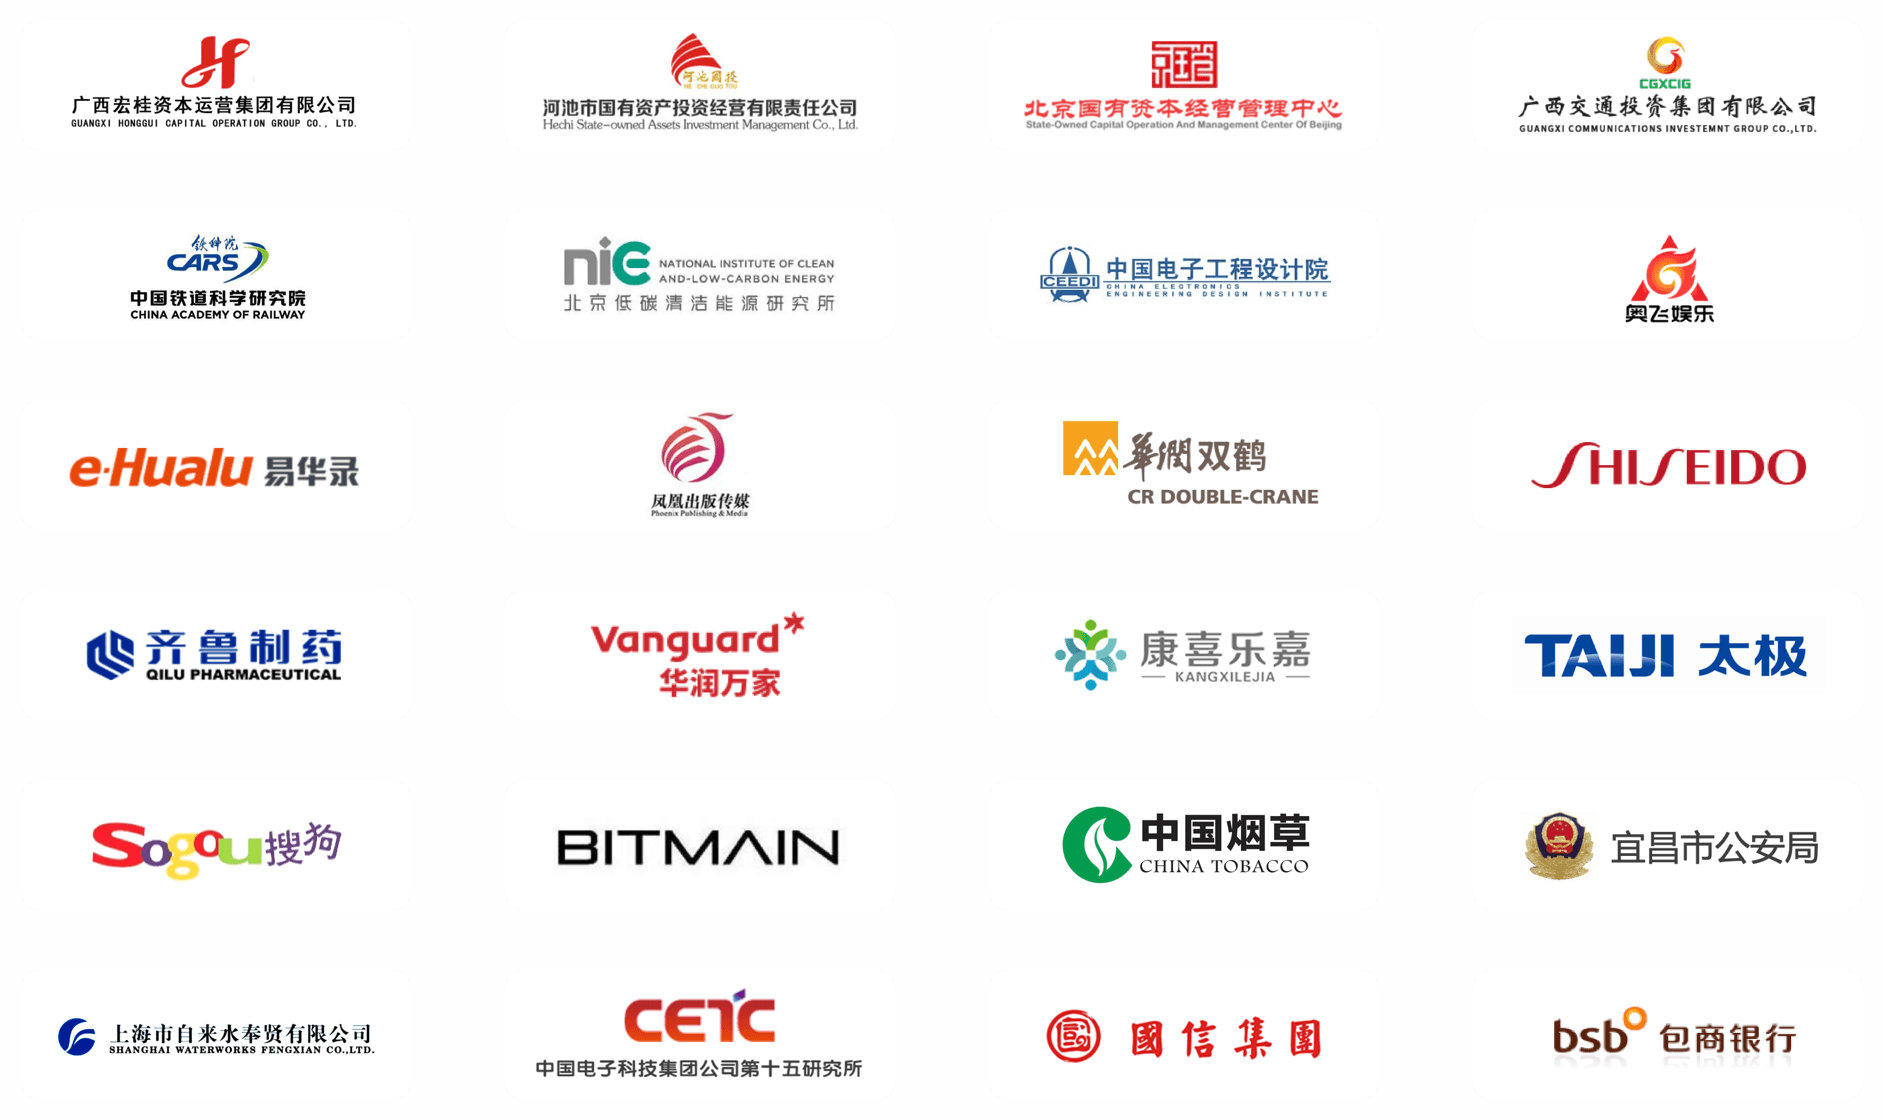 广西宏桂资本运营集团有限公司
GUANGXI HONGGUI CAPITAL OPERATION GROUP CO., LTD.
河池国投
HE CHI GUO TOU
河池市国有资产投资经营有限责任公司
Hechi State-owned Assets Investment Management Co., Ltd.
北京国有资本经营管理中心
State-Owned Capital Operation And Management Center Of Beijing
CGXCIG
广西交通投资集团有限公司
GUANGXI COMMUNICATIONS INVESTEMNT GROUP CO.,LTD.
铁科院
CARS
中国铁道科学研究院
CHINA ACADEMY OF RAILWAY
nice
NATIONAL INSTITUTE OF CLEAN
AND-LOW-CARBON ENERGY
北京低碳清洁能源研究所
CEEDI
中国电子工程设计院
CHINA ELECTRONICS
ENGINEERING DESIGN INSTITUTE
奥飞娱乐
e·Hualu 易华录
凤凰出版传媒
Phoenix Publishing & Media
華潤双鹤
CR DOUBLE-CRANE
SHISEIDO
齐鲁制药
QILU PHARMACEUTICAL
Vanguard
华润万家
康喜乐嘉
KANGXILEJIA
TAIJI 太极
Sogou搜狗
BITMAIN
中国烟草
CHINA TOBACCO
宜昌市公安局
上海市自来水奉贤有限公司
SHANGHAI WATERWORKS FENGXIAN CO.,LTD.
CETC
中国电子科技集团公司第十五研究所
國信集團
bsb 包商银行